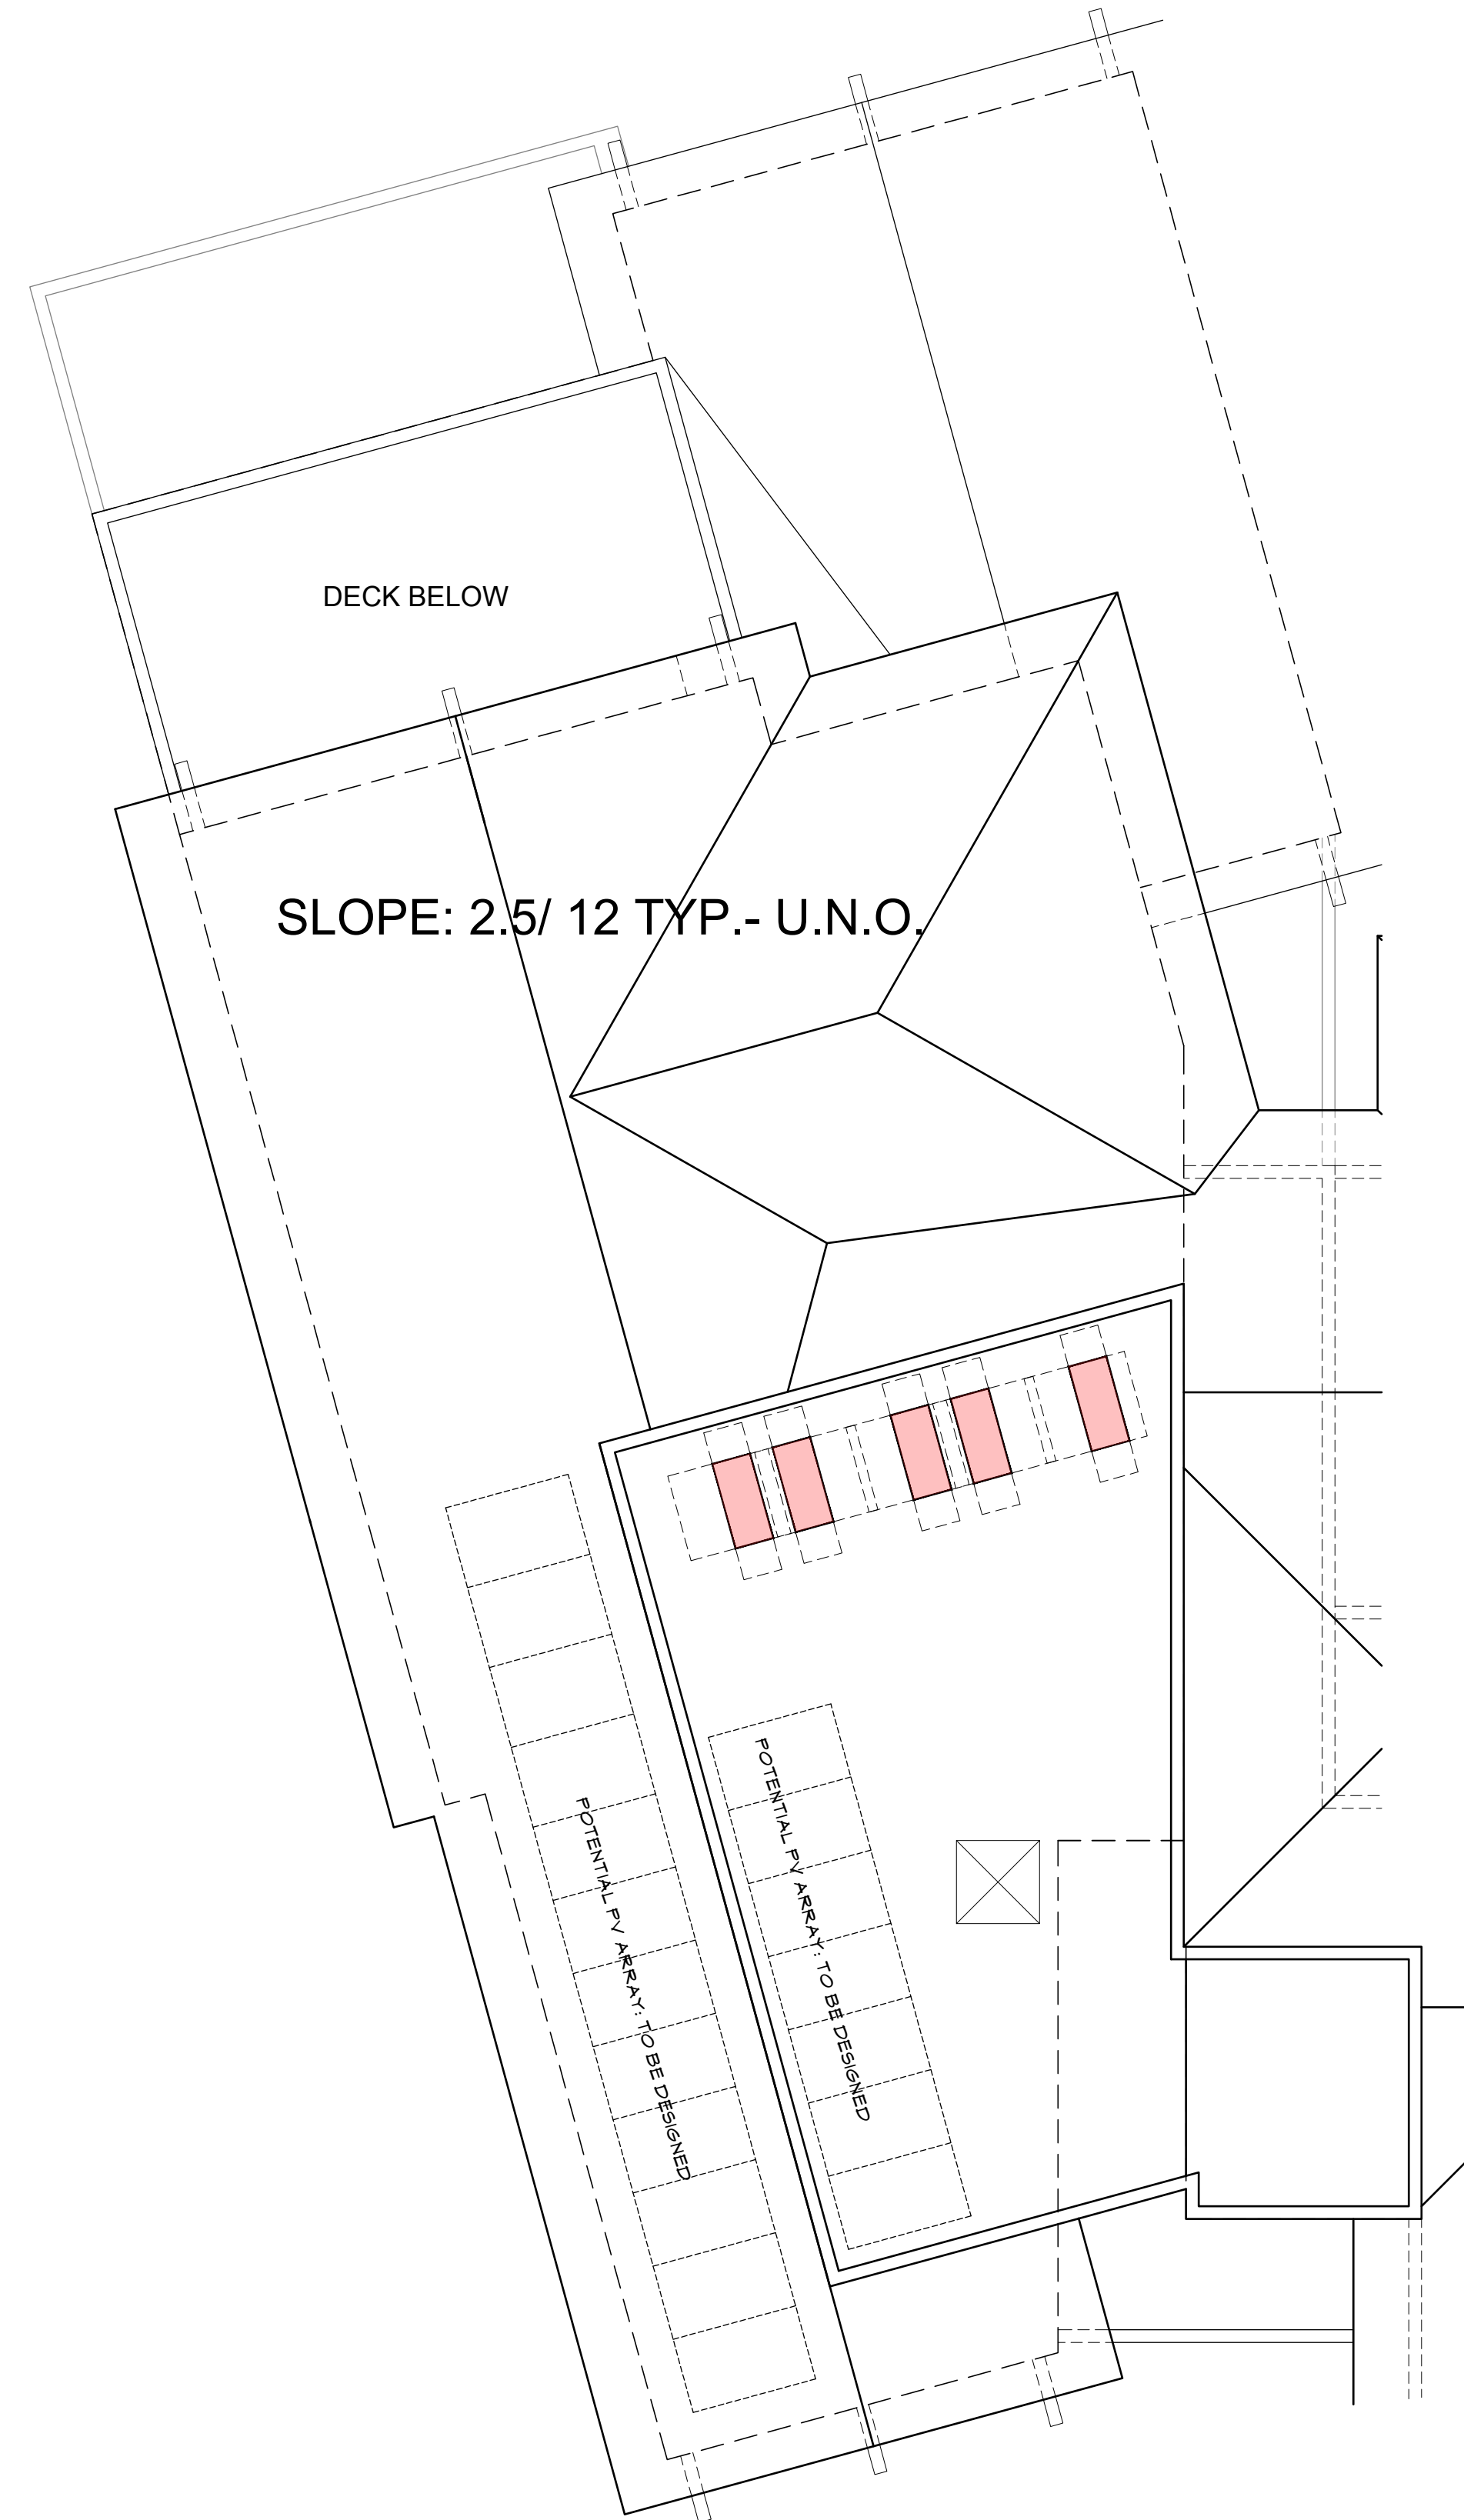 DECK BELOW
SLOPE: 2.5/ 12 TYP.- U.N.O.
POTENTIAL PV ARRAY: TO BE DESIGNED
POTENTIAL PV ARRAY: TO BE DESIGNED